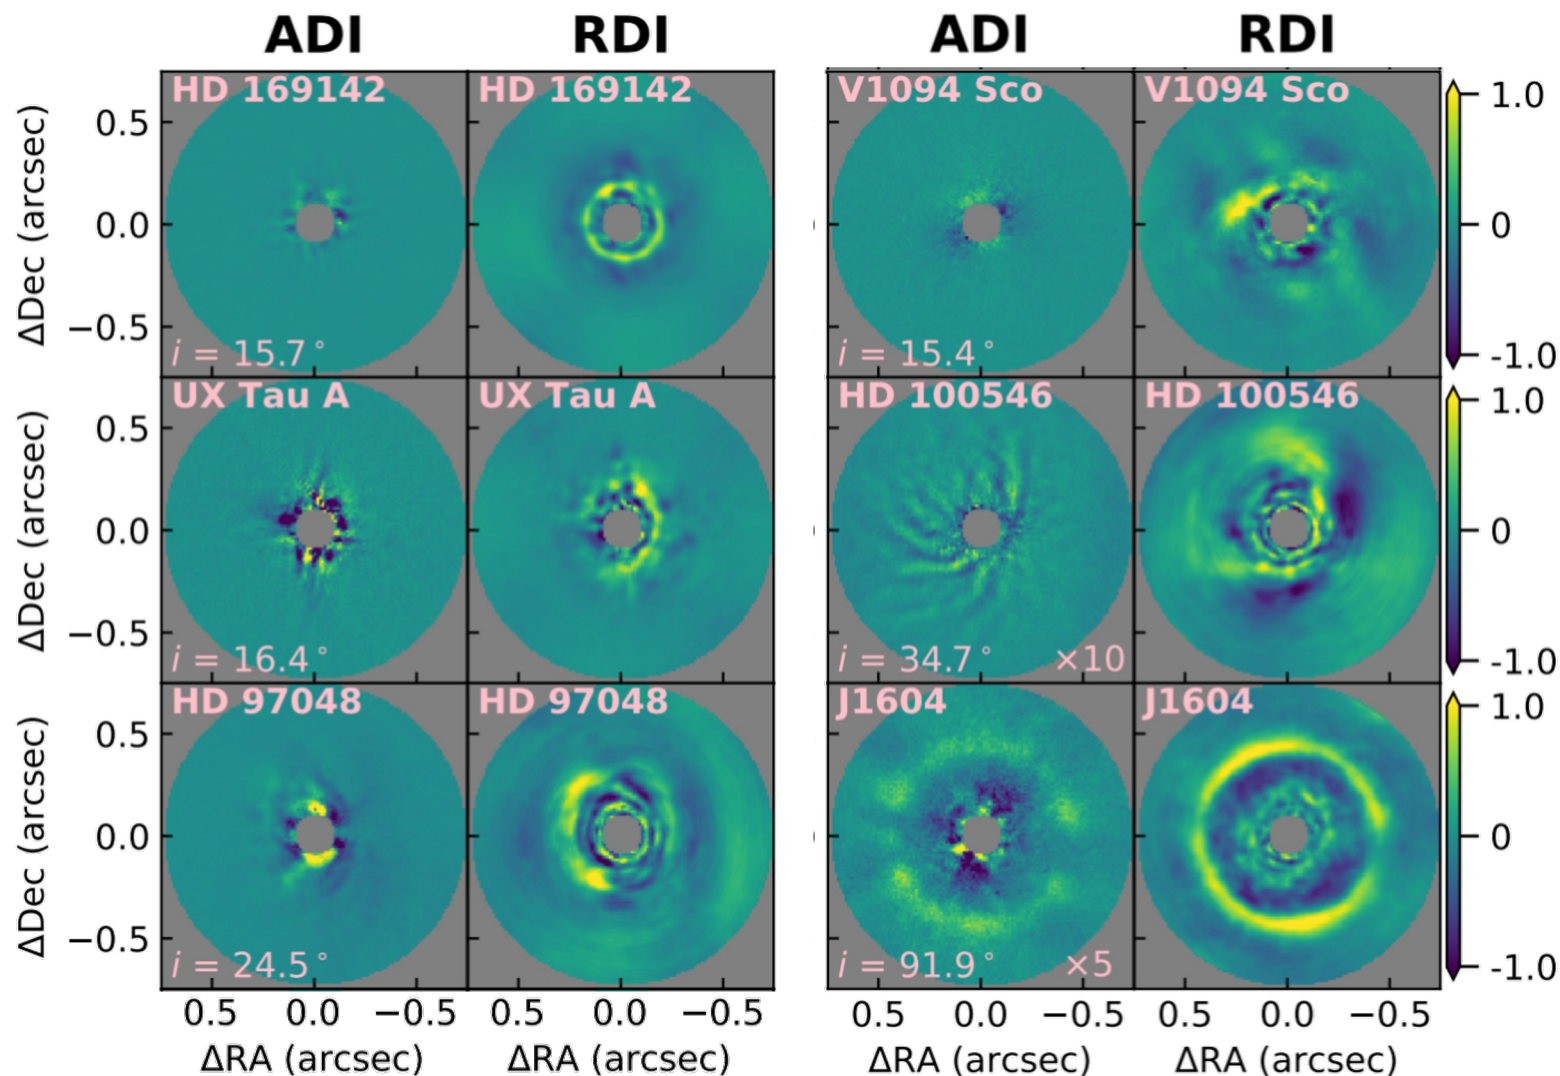 ADI RDI ADI RDI
HD 169142 HD 169142 V1094 Sco V1094 Sco
1.0
0.5
ΔDec (arcsec)
0.0
0
−0.5
i = 15.7° i = 15.4°
-1.0
UX Tau A UX Tau A HD 100546 HD 100546
1.0
0.5
ΔDec (arcsec)
0.0
0
−0.5
i = 16.4° i = 34.7° ×10
-1.0
HD 97048 HD 97048 J1604 J1604
1.0
0.5
ΔDec (arcsec)
0.0
0
−0.5
i = 24.5° i = 91.9° ×5
-1.0
0.5 0.0 −0.5 0.5 0.0 −0.5 0.5 0.0 −0.5 0.5 0.0 −0.5
ΔRA (arcsec) ΔRA (arcsec) ΔRA (arcsec) ΔRA (arcsec)